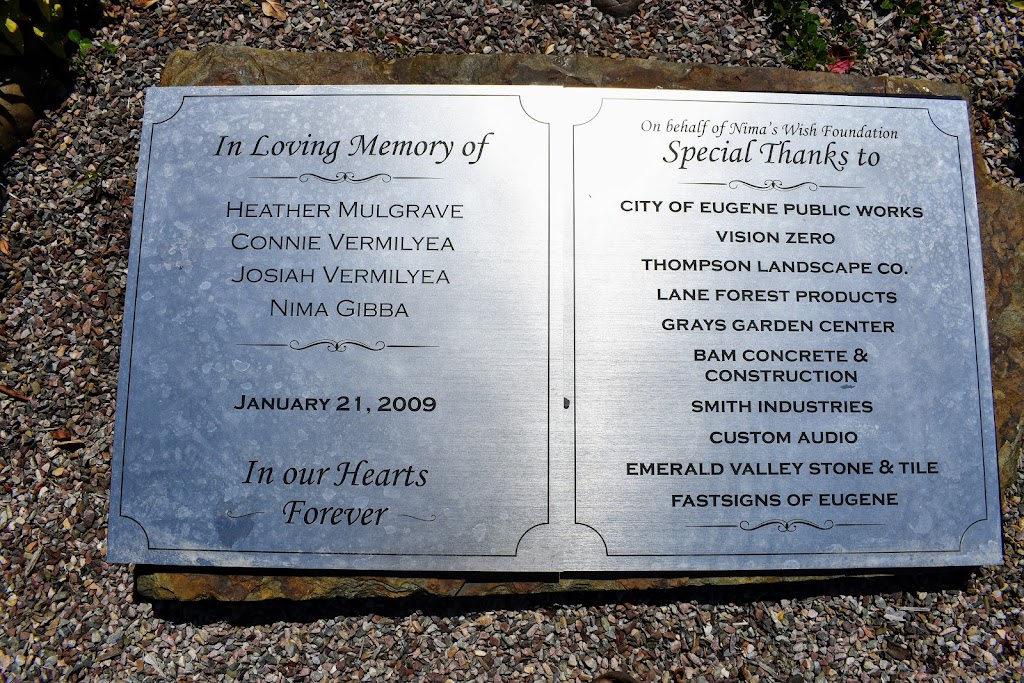 In Loving Memory of
HEATHER MULGRAVE
CONNIE VERMILYEA
JOSIAH VERMILYEA
NIMA GIBBA
JANUARY 21, 2009
In our Hearts
Forever
On behalf of Nima's Wish Foundation
Special Thanks to
CITY OF EUGENE PUBLIC WORKS
VISION ZERO
THOMPSON LANDSCAPE CO.
LANE FOREST PRODUCTS
GRAYS GARDEN CENTER
BAM CONCRETE &
CONSTRUCTION
SMITH INDUSTRIES
CUSTOM AUDIO
EMERALD VALLEY STONE & TILE
FASTSIGNS OF EUGENE